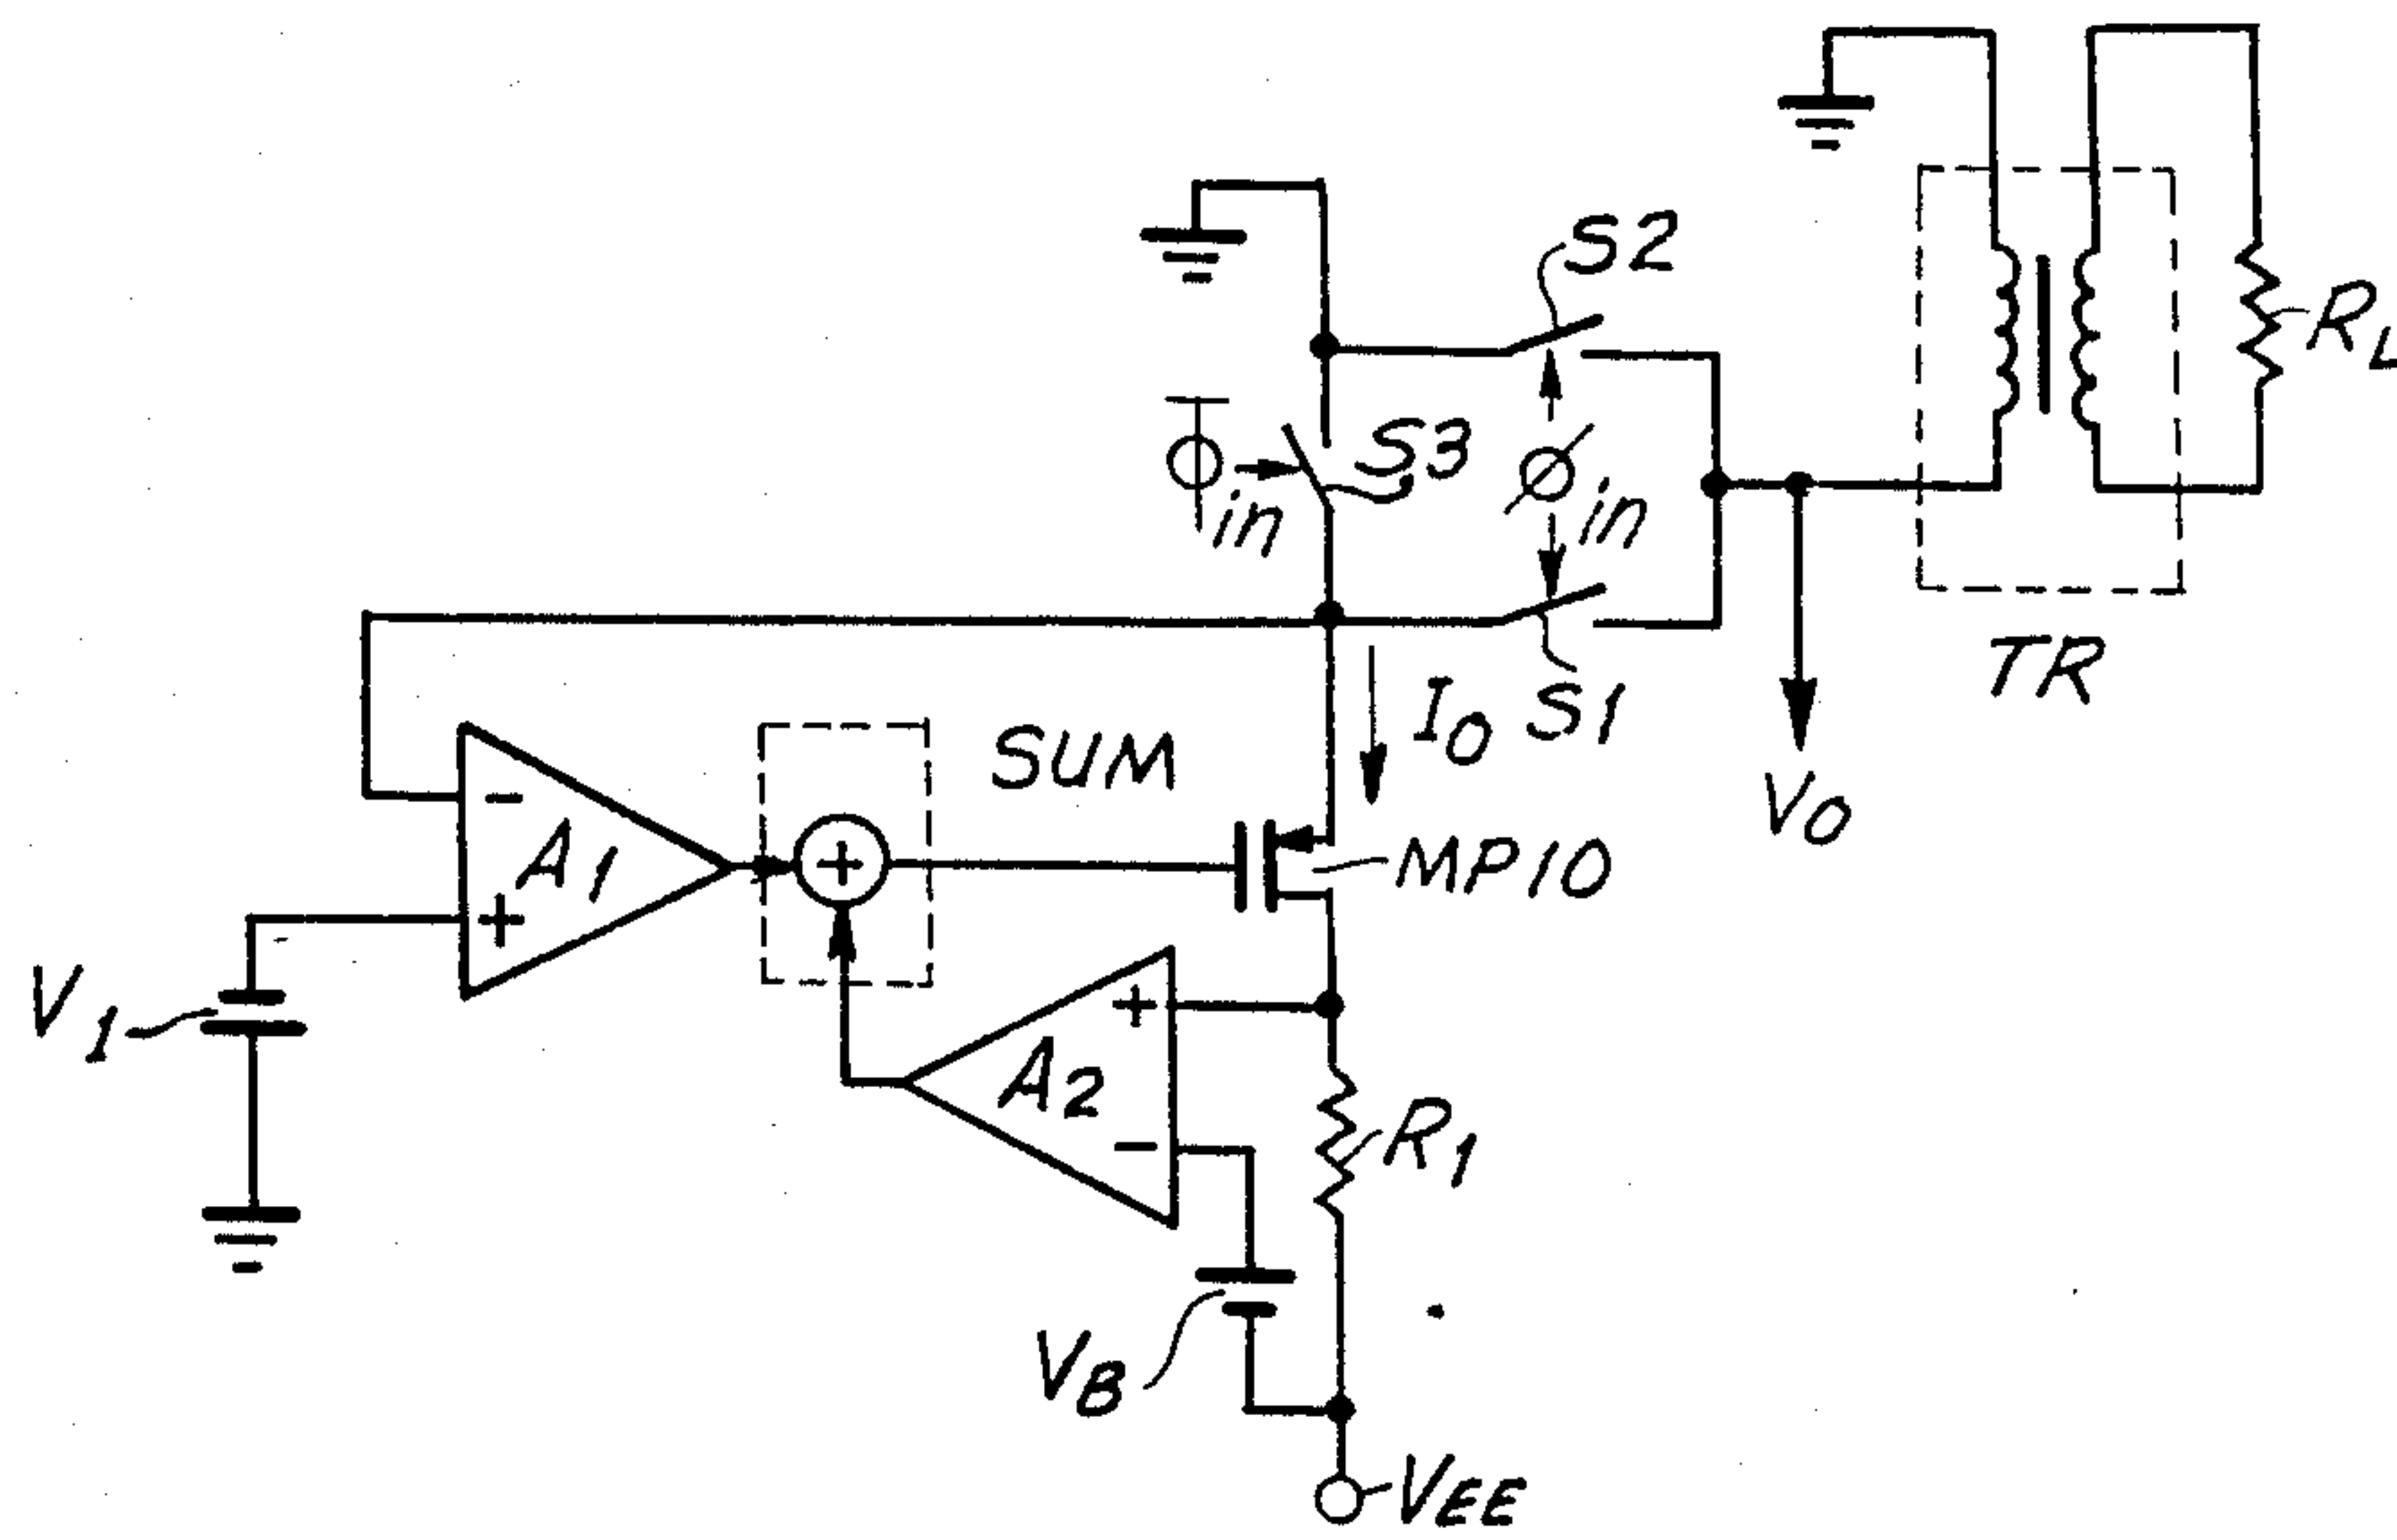 S2
RL
S3
ϕin
øin
TR
I0
S1
SUM
V0
-
A1
+
MP10
V1
+
A2
-
R1
VB
VEE